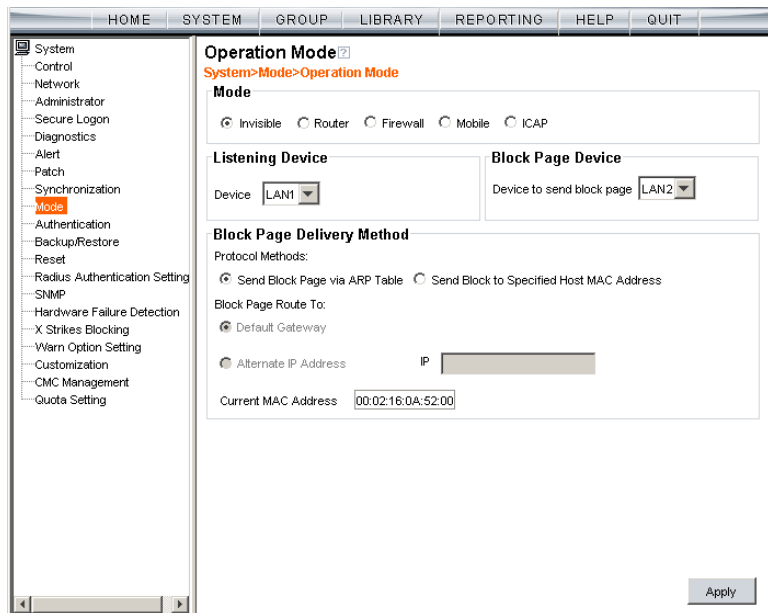 HOME SYSTEM GROUP LIBRARY REPORTING HELP QUIT
System
Control
Network
Administrator
Secure Logon
Diagnostics
Alert
Patch
Synchronization
Mode
Authentication
Backup/Restore
Reset
Radius Authentication Setting
SNMP
Hardware Failure Detection
X Strikes Blocking
Warn Option Setting
Customization
CMC Management
Quota Setting
Operation Mode ?
System>Mode>Operation Mode
Mode
Invisible Router Firewall Mobile ICAP
Listening Device
Device LAN1
Block Page Device
Device to send block page LAN2
Block Page Delivery Method
Protocol Methods:
Send Block Page via ARP Table Send Block to Specified Host MAC Address
Block Page Route To:
Default Gateway
Alternate IP Address IP
Current MAC Address 00:02:16:0A:52:00
Apply